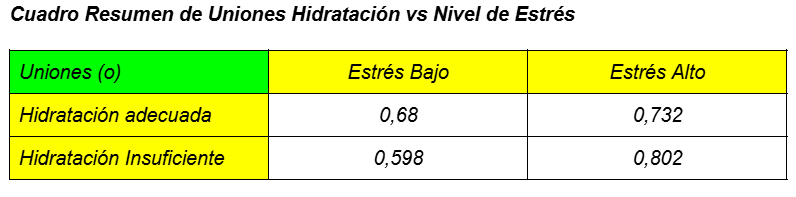 Cuadro Resumen de Uniones Hidratación vs Nivel de Estrés
Uniones (o) Estrés Bajo Estrés Alto
Hidratación adecuada 0,68 0,732
Hidratación Insuficiente 0,598 0,802